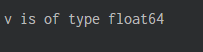 v is of type float64